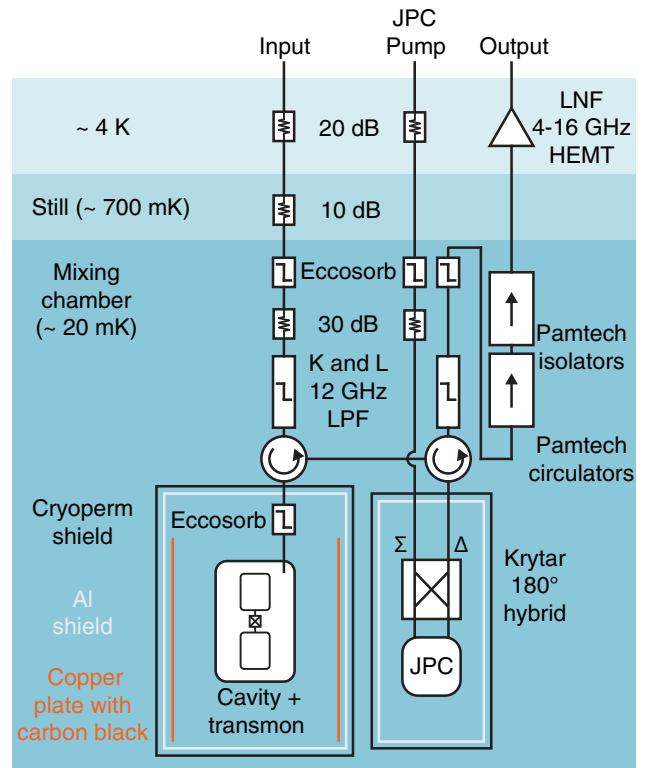 Input
JPC
Pump
Output
~ 4 K
20 dB
LNF
4-16 GHz
HEMT
Still (~ 700 mK)
10 dB
Mixing
chamber
(~ 20 mK)
Eccosorb
30 dB
K and L
12 GHz
LPF
Pamtech
isolators
Pamtech
circulators
Cryoperm
shield
Eccosorb
Al
shield
Copper
plate with
carbon black
Cavity +
transmon
Σ
Δ
Krytar
180°
hybrid
JPC